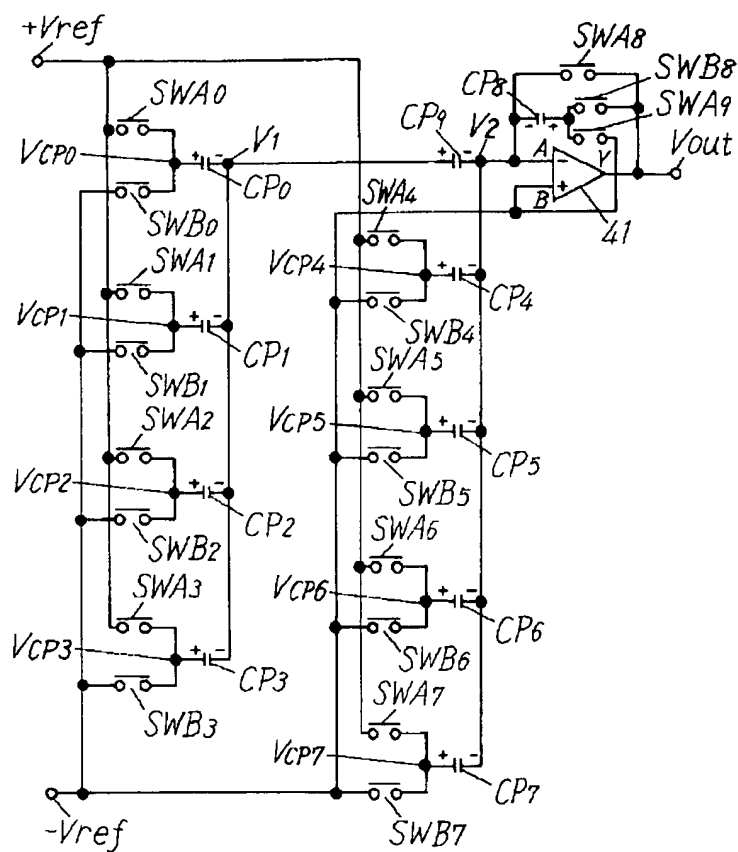 +Vref
SWA8
SWB8
CP8
SWA9
SWA0
CP9
V2
VCP0
V1
Vout
- +
+ -
+ -
A
-
Y
CP0
B
+
SWB0
SWA4
41
+ -
SWA1
VCP4
CP4
+ -
VCP1
SWB4
CP1
SWB1
SWA5
SWA2
+ -
VCP5
CP5
+ -
VCP2
SWB5
CP2
SWB2
SWA6
SWA3
+ -
VCP6
CP6
+ -
VCP3
SWB6
CP3
SWA7
SWB3
+ -
VCP7
CP7
-Vref
SWB7